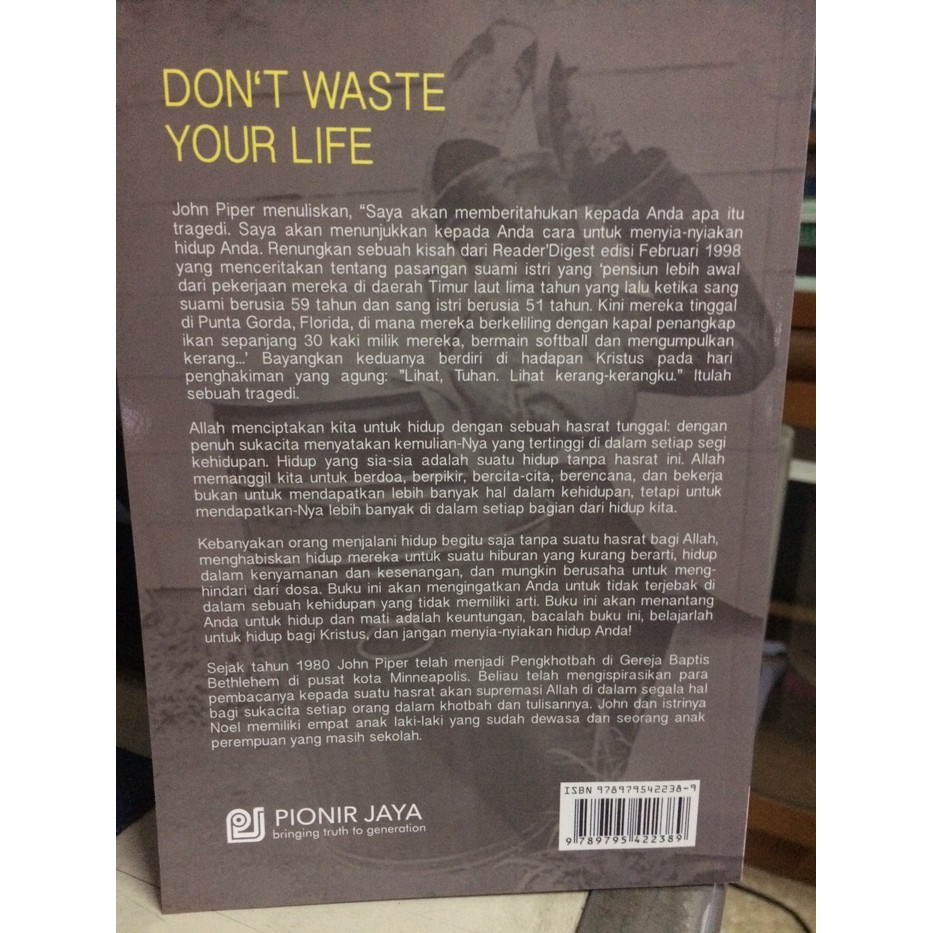 DON'T WASTE
YOUR LIFE
John Piper menuliskan, “Saya akan memberitahukan kepada Anda apa itu
tragedi. Saya akan menunjukkan kepada Anda cara untuk menyia-nyiakan
hidup Anda. Renungkan sebuah kisah dari Reader'Digest edisi Februari 1998
yang menceritakan tentang pasangan suami istri yang ‘pensiun lebih awal
dari pekerjaan mereka di daerah Timur laut lima tahun yang lalu ketika sang
suami berusia 59 tahun dan sang istri berusia 51 tahun. Kini mereka tinggal
di Punta Gorda, Florida, di mana mereka berkeliling dengan kapal penangkap
ikan sepanjang 30 kaki milik mereka, bermain softball dan mengumpulkan
kerang...’ Bayangkan keduanya berdiri di hadapan Kristus pada hari
penghakiman yang agung: "Lihat, Tuhan. Lihat kerang-kerangku." Itulah
sebuah tragedi.
Allah menciptakan kita untuk hidup dengan sebuah hasrat tunggal: dengan
penuh sukacita menyatakan kemulian-Nya yang tertinggi di dalam setiap segi
kehidupan. Hidup yang sia-sia adalah suatu hidup tanpa hasrat ini. Allah
memanggil kita untuk berdoa, berpikir, bercita-cita, berencana, dan bekerja
bukan untuk mendapatkan lebih banyak hal dalam kehidupan, tetapi untuk
mendapatkan-Nya lebih banyak di dalam setiap bagian dari hidup kita.
Kebanyakan orang menjalani hidup begitu saja tanpa suatu hasrat bagi Allah,
menghabiskan hidup mereka untuk suatu hiburan yang kurang berarti, hidup
dalam kenyamanan dan kesenangan, dan mungkin berusaha untuk meng-
hindari dari dosa. Buku ini akan mengingatkan Anda untuk tidak terjebak di
dalam sebuah kehidupan yang tidak memiliki arti. Buku ini akan menantang
Anda untuk hidup dan mati adalah keuntungan, bacalah buku ini, belajarlah
untuk hidup bagi Kristus, dan jangan menyia-nyiakan hidup Anda!
Sejak tahun 1980 John Piper telah menjadi Pengkhotbah di Gereja Baptis
Bethlehem di pusat kota Minneapolis. Beliau telah mengispirasikan para
pembacanya kepada suatu hasrat akan supremasi Allah di dalam segala hal
bagi sukacita setiap orang dalam khotbah dan tulisannya. John dan istrinya
Noel memiliki empat anak laki-laki yang sudah dewasa dan seorang anak
perempuan yang masih sekolah.
PIONIR JAYA
bringing truth to generation
ISBN 978979542238-9
9 789795 422389